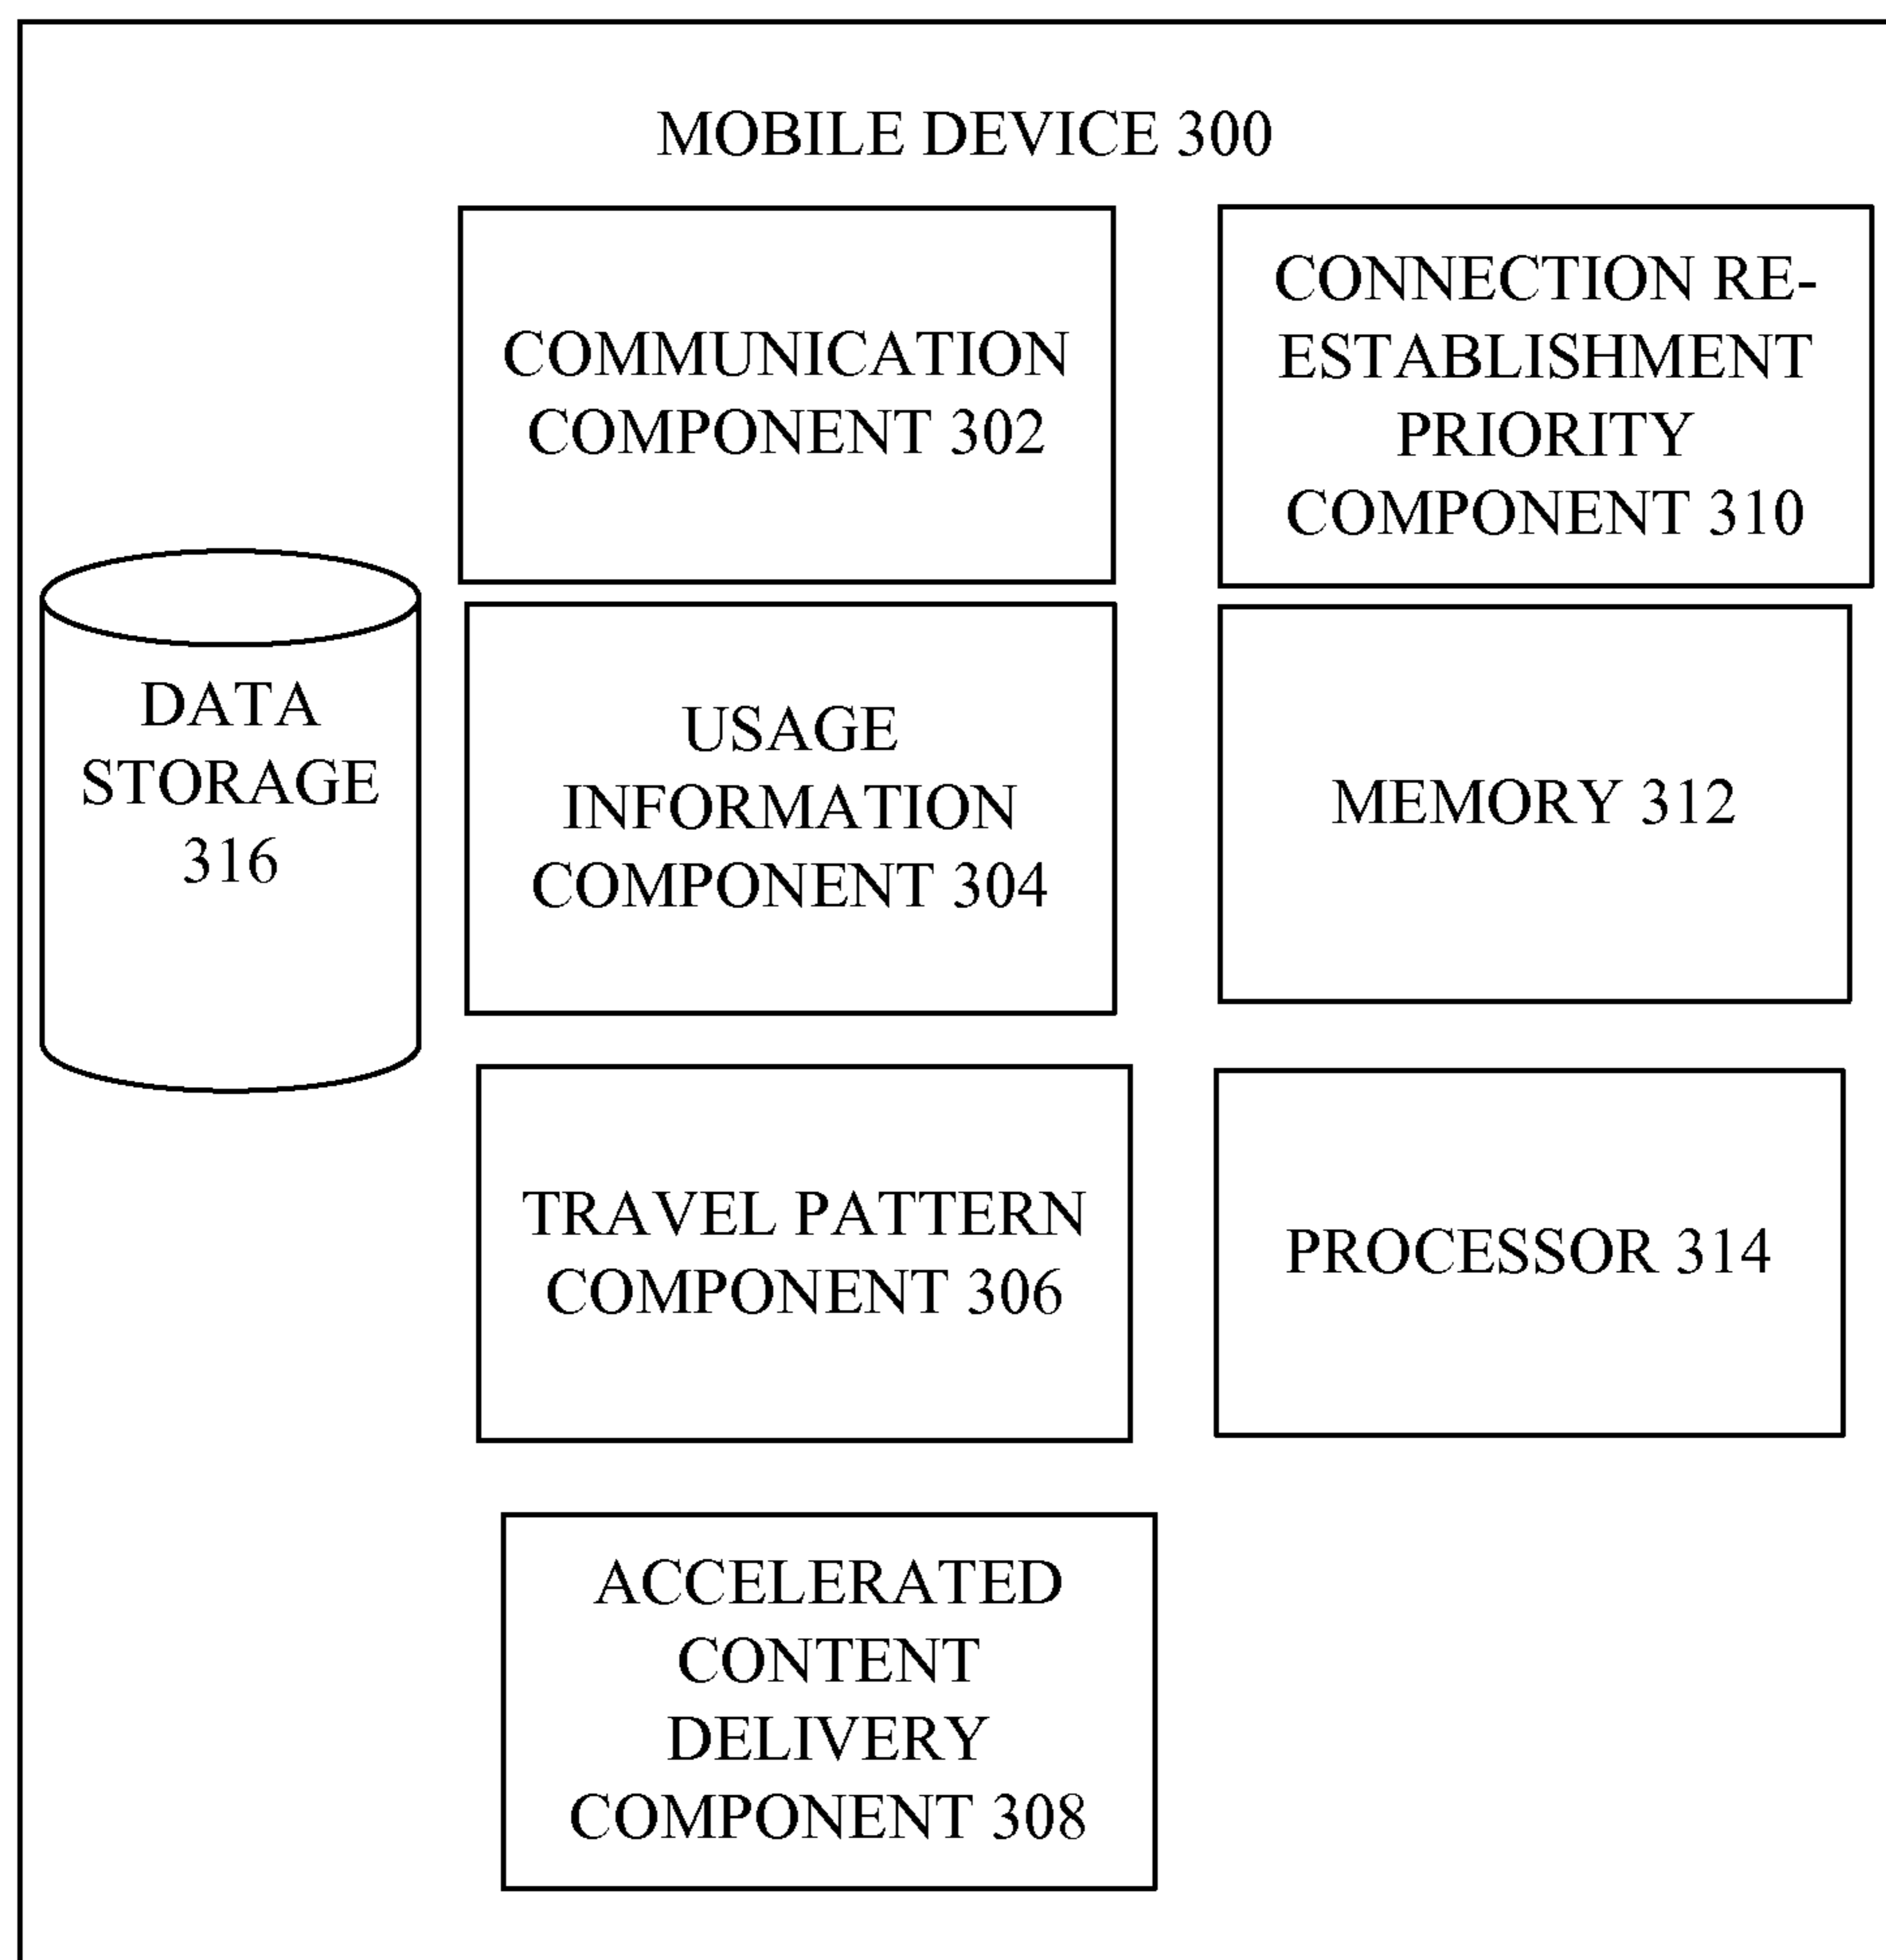 MOBILE DEVICE 300
COMMUNICATION
COMPONENT 302
CONNECTION RE-
ESTABLISHMENT
PRIORITY
COMPONENT 310
DATA
STORAGE
316
USAGE
INFORMATION
COMPONENT 304
MEMORY 312
TRAVEL PATTERN
COMPONENT 306
PROCESSOR 314
ACCELERATED
CONTENT
DELIVERY
COMPONENT 308